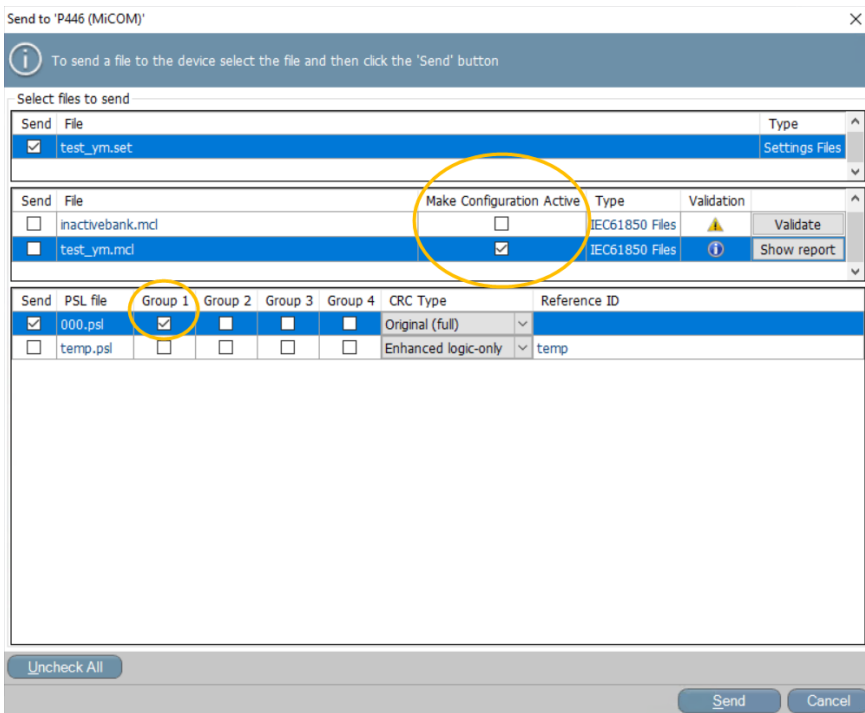 Send to 'P446 (MiCOM)'
To send a file to the device select the file and then click the 'Send' button
Select files to send
Send File Type
test_ym.set Settings Files
Send File Make Configuration Active Type Validation
inactivebank.mcl IEC61850 Files Validate
test_ym.mcl IEC61850 Files Show report
Send PSL file Group 1 Group 2 Group 3 Group 4 CRC Type Reference ID
000.psl Original (full)
temp.psl Enhanced logic-only temp
Uncheck All
Send Cancel